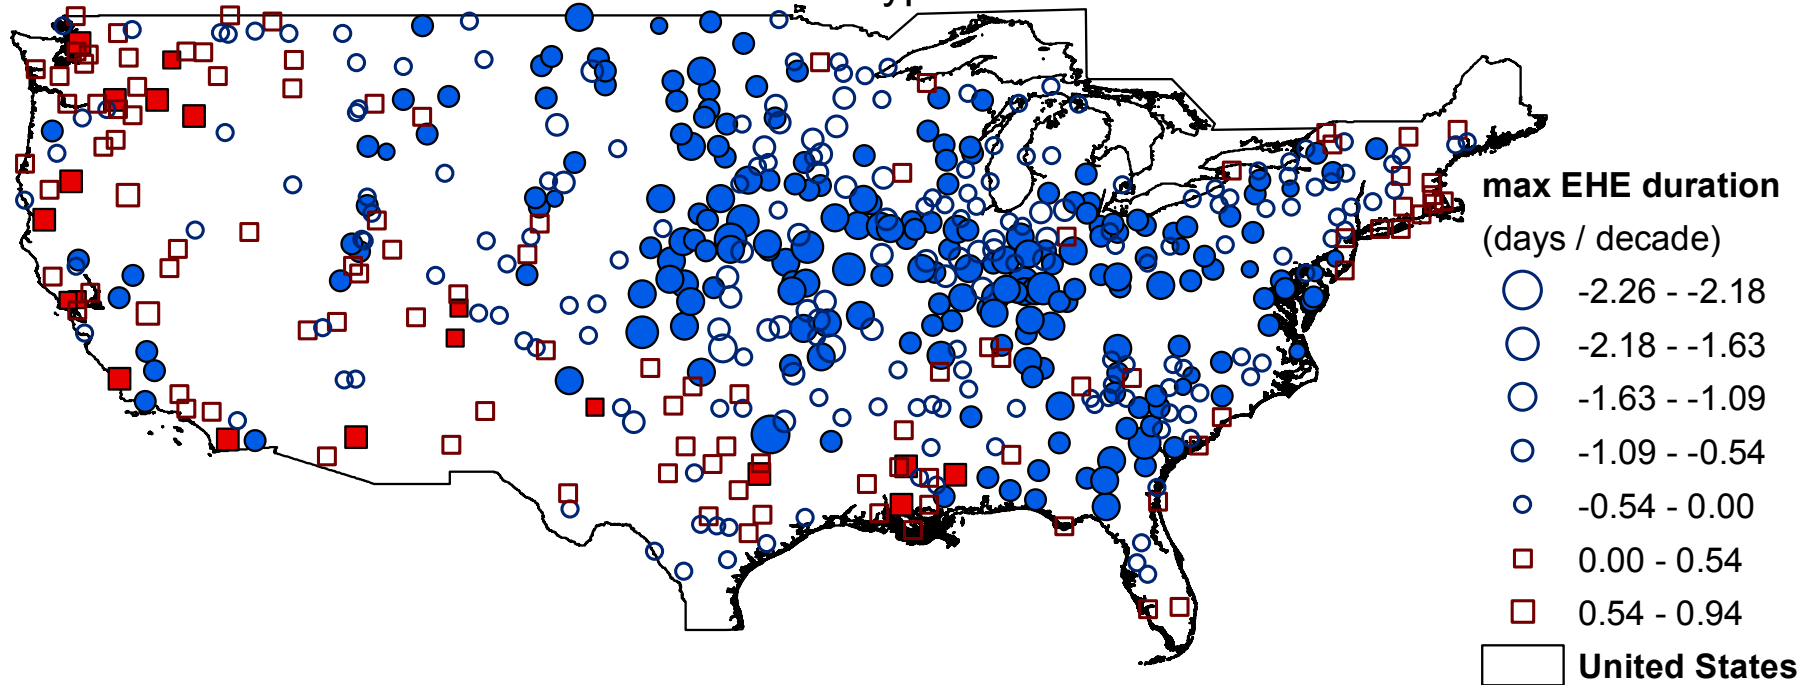 max EHE duration
(days / decade)
-2.26 - -2.18
-2.18 - -1.63
-1.63 - -1.09
-1.09 - -0.54
-0.54 - 0.00
0.00 - 0.54
0.54 - 0.94
United States